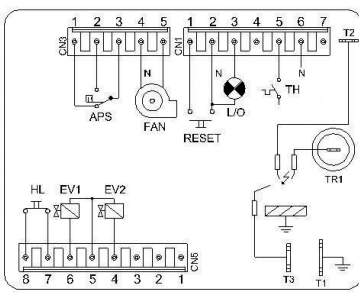 1 2 3 4 5
CN3
1 2 3 4 5 6 7
CN1
T2
N
N
N
APS
FAN
L/O
TH
RESET
TR1
HL EV1 EV2
8 7 6 5 4 3 2 1
CN5
T3
T1